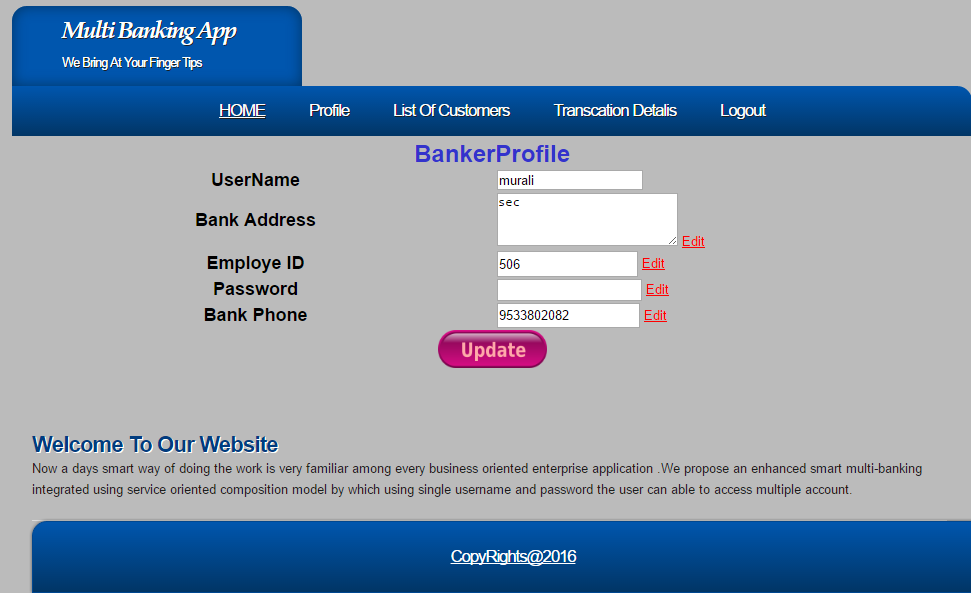 Multi Banking App
We Bring At Your Finger Tips
HOME Profile List Of Customers Transcation Detalis Logout
BankerProfile
UserName murali
Bank Address sec Edit
Employe ID 506 Edit
Password Edit
Bank Phone 9533802082 Edit
Update
Welcome To Our Website
Now a days smart way of doing the work is very familiar among every business oriented enterprise application .We propose an enhanced smart multi-banking
integrated using service oriented composition model by which using single username and password the user can able to access multiple account.
CopyRights@2016